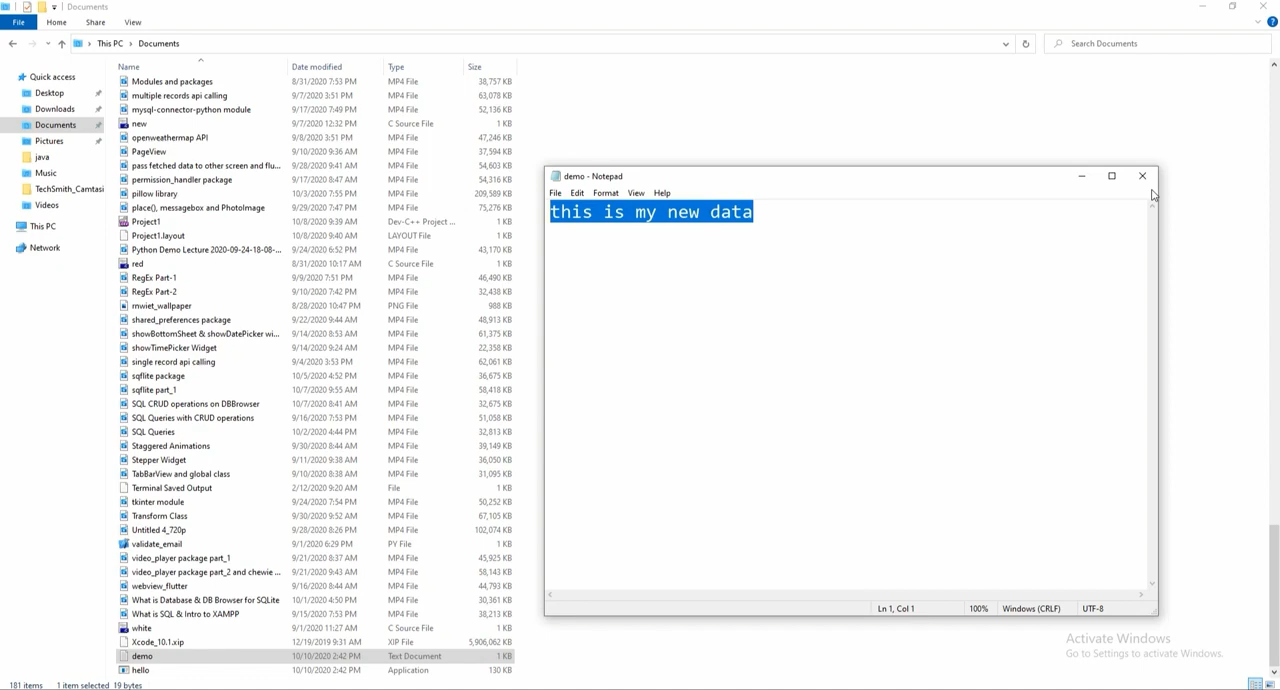 Documents
File Home Share View
This PC > Documents
Search Documents
Name Date modified Type Size
Quick access
Desktop
Downloads
Documents
Pictures
java
Music
TechSmith_Camtasi
Videos
This PC
Network
Modules and packages 8/31/2020 7:53 PM MP4 File 38,757 KB
multiple records api calling 9/7/2020 3:51 PM MP4 File 63,078 KB
mysql-connector-python module 9/17/2020 7:49 PM MP4 File 52,136 KB
new 9/7/2020 12:32 PM C Source File 1 KB
openweathermap API 9/8/2020 3:51 PM MP4 File 47,246 KB
PageView 9/10/2020 9:36 AM MP4 File 37,594 KB
pass fetched data to other screen and flu... 9/28/2020 9:41 AM MP4 File 54,603 KB
permission_handler package 9/18/2020 8:47 AM MP4 File 54,316 KB
pillow library 10/3/2020 7:55 PM MP4 File 209,589 KB
place(), messagebox and PhotoImage 9/29/2020 7:47 PM MP4 File 75,276 KB
Project1 10/8/2020 9:39 AM Dev-C++ Project ... 1 KB
Project1.layout 10/8/2020 9:40 AM LAYOUT File 1 KB
Python Demo Lecture 2020-09-24-18-08-... 9/24/2020 6:52 PM MP4 File 43,170 KB
red 8/31/2020 10:17 AM C Source File 1 KB
RegEx Part-1 9/9/2020 7:51 PM MP4 File 46,490 KB
RegEx Part-2 9/10/2020 7:42 PM MP4 File 32,438 KB
rnwiet_wallpaper 8/28/2020 10:47 PM PNG File 988 KB
shared_preferences package 9/22/2020 9:44 AM MP4 File 48,913 KB
showBottomSheet & showDatePicker wi... 9/14/2020 8:53 AM MP4 File 61,375 KB
showTimePicker Widget 9/14/2020 9:24 AM MP4 File 22,358 KB
single record api calling 9/4/2020 3:53 PM MP4 File 62,061 KB
sqflite package 10/5/2020 4:52 PM MP4 File 36,675 KB
sqflite part_1 10/7/2020 9:55 AM MP4 File 58,418 KB
SQL CRUD operations on DBBrowser 10/7/2020 8:41 AM MP4 File 32,675 KB
SQL Queries with CRUD operations 9/16/2020 7:53 PM MP4 File 51,058 KB
SQL Queries 10/2/2020 4:44 PM MP4 File 32,813 KB
Staggered Animations 9/30/2020 8:44 AM MP4 File 39,149 KB
Stepper Widget 9/11/2020 9:38 AM MP4 File 36,050 KB
TabBarView and global class 9/10/2020 8:38 AM MP4 File 31,095 KB
Terminal Saved Output 2/12/2020 9:20 AM File 1 KB
tkinter module 9/24/2020 7:54 PM MP4 File 50,252 KB
Transform Class 9/30/2020 9:52 AM MP4 File 67,105 KB
Untitled 4_720p 9/28/2020 8:26 PM MP4 File 102,074 KB
validate_email 9/1/2020 6:29 PM PY File 1 KB
video_player package part_1 9/21/2020 8:37 AM MP4 File 45,925 KB
video_player package part_2 and chewie ... 9/21/2020 9:43 AM MP4 File 58,143 KB
webview_flutter 9/16/2020 8:44 AM MP4 File 44,793 KB
What is Database & DB Browser for SQLite 10/1/2020 4:50 PM MP4 File 30,361 KB
What is SQL & Intro to XAMPP 9/15/2020 7:53 PM MP4 File 38,213 KB
white 9/1/2020 11:27 AM C Source File 1 KB
Xcode_10.1.xip 12/19/2019 9:31 AM XIP File 5,906,062 KB
demo 10/10/2020 2:42 PM Text Document 1 KB
hello 10/10/2020 2:42 PM Application 130 KB
181 items 1 item selected 19 bytes
demo - Notepad
File Edit Format View Help
this is my new data
Ln 1, Col 1 100% Windows (CRLF) UTF-8
Activate Windows
Go to Settings to activate Windows.